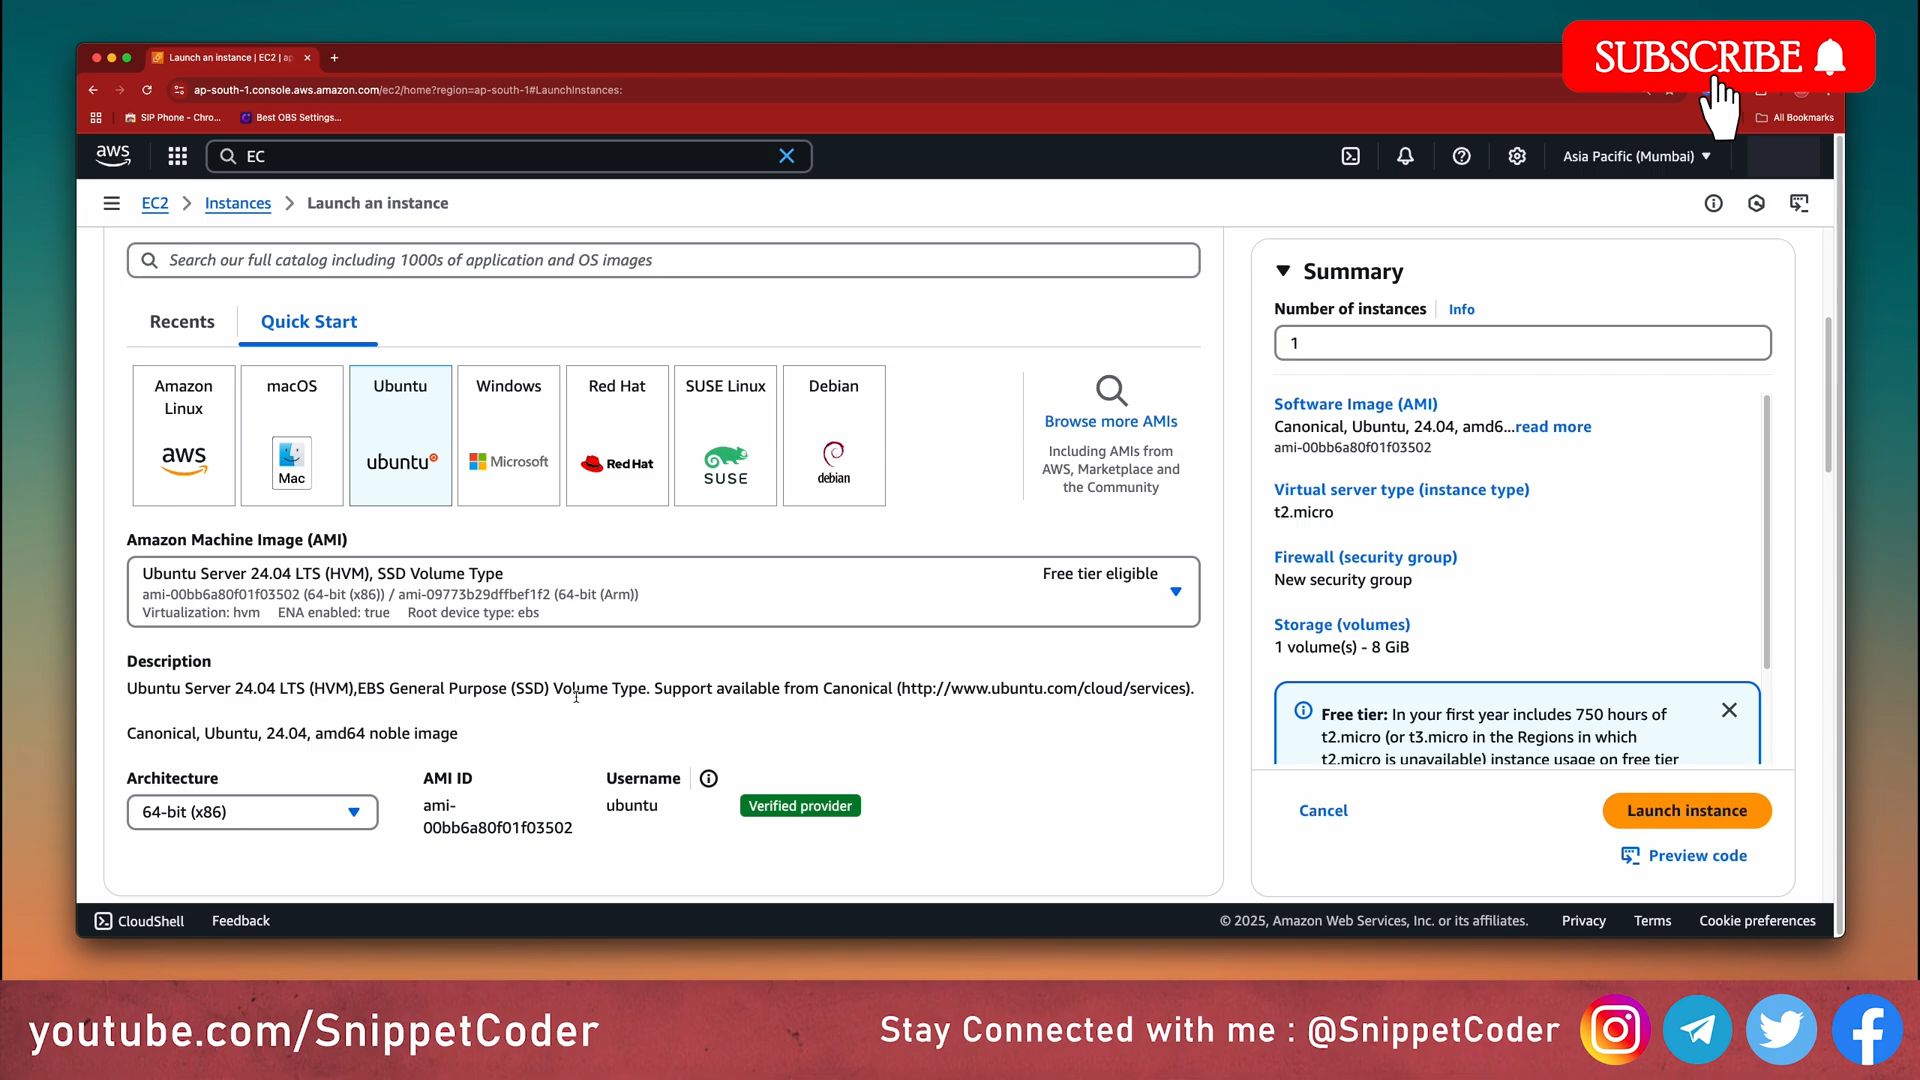 SUBSCRIBE
Launch an instance | EC2 | ap
ap-south-1.console.aws.amazon.com/ec2/home?region=ap-south-1#LaunchInstances:
SIP Phone - Chro...
Best OBS Settings...
All Bookmarks
aws
EC
Asia Pacific (Mumbai)
EC2
Instances
Launch an instance
Search our full catalog including 1000s of application and OS images
Recents
Quick Start
Amazon
Linux
aws
macOS
Mac
Ubuntu
ubuntu
Windows
Microsoft
Red Hat
Red Hat
SUSE Linux
SUSE
Debian
debian
Browse more AMIs
Including AMIs from
AWS, Marketplace and
the Community
Amazon Machine Image (AMI)
Ubuntu Server 24.04 LTS (HVM), SSD Volume Type
Free tier eligible
ami-00bb6a80f01f03502 (64-bit (x86)) / ami-09773b29dffbef1f2 (64-bit (Arm))
Virtualization: hvm ENA enabled: true Root device type: ebs
Description
Ubuntu Server 24.04 LTS (HVM),EBS General Purpose (SSD) Volume Type. Support available from Canonical (http://www.ubuntu.com/cloud/services).
Canonical, Ubuntu, 24.04, amd64 noble image
Architecture
64-bit (x86)
AMI ID
ami-
00bb6a80f01f03502
Username
ubuntu
Verified provider
Summary
Number of instances
Info
1
Software Image (AMI)
Canonical, Ubuntu, 24.04, amd6...read more
ami-00bb6a80f01f03502
Virtual server type (instance type)
t2.micro
Firewall (security group)
New security group
Storage (volumes)
1 volume(s) - 8 GiB
Free tier: In your first year includes 750 hours of
t2.micro (or t3.micro in the Regions in which
t2.micro is unavailable) instance usage on free tier
Cancel
Launch instance
Preview code
CloudShell
Feedback
© 2025, Amazon Web Services, Inc. or its affiliates.
Privacy
Terms
Cookie preferences
youtube.com/SnippetCoder
Stay Connected with me : @SnippetCoder